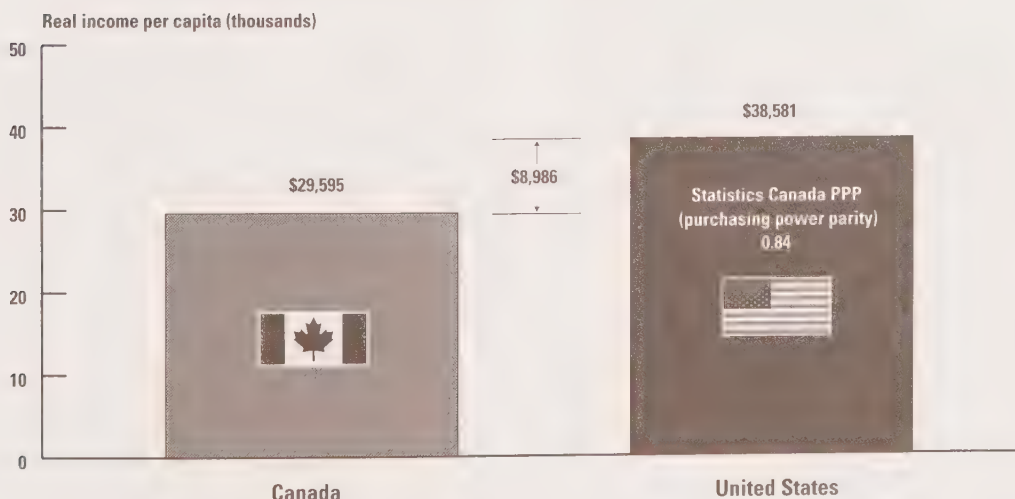 Real income per capita (thousands)
50
40
30
20
10
0
$29,595
$8,986
$38,581
Statistics Canada PPP
(purchasing power parity)
0.84
Canada
United States